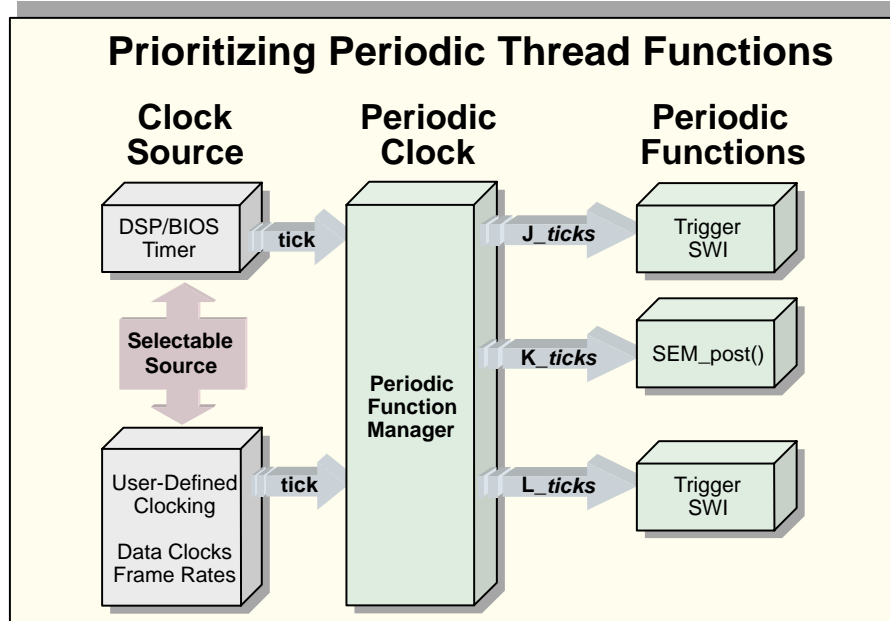 Prioritizing Periodic Thread Functions
Clock
Source
Periodic
Clock
Periodic
Functions
DSP/BIOS
Timer
tick
J_ticks
Trigger
SWI
Selectable
Source
K_ticks
SEM_post()
Periodic
Function
Manager
User-Defined
Clocking
Data Clocks
Frame Rates
tick
L_ticks
Trigger
SWI